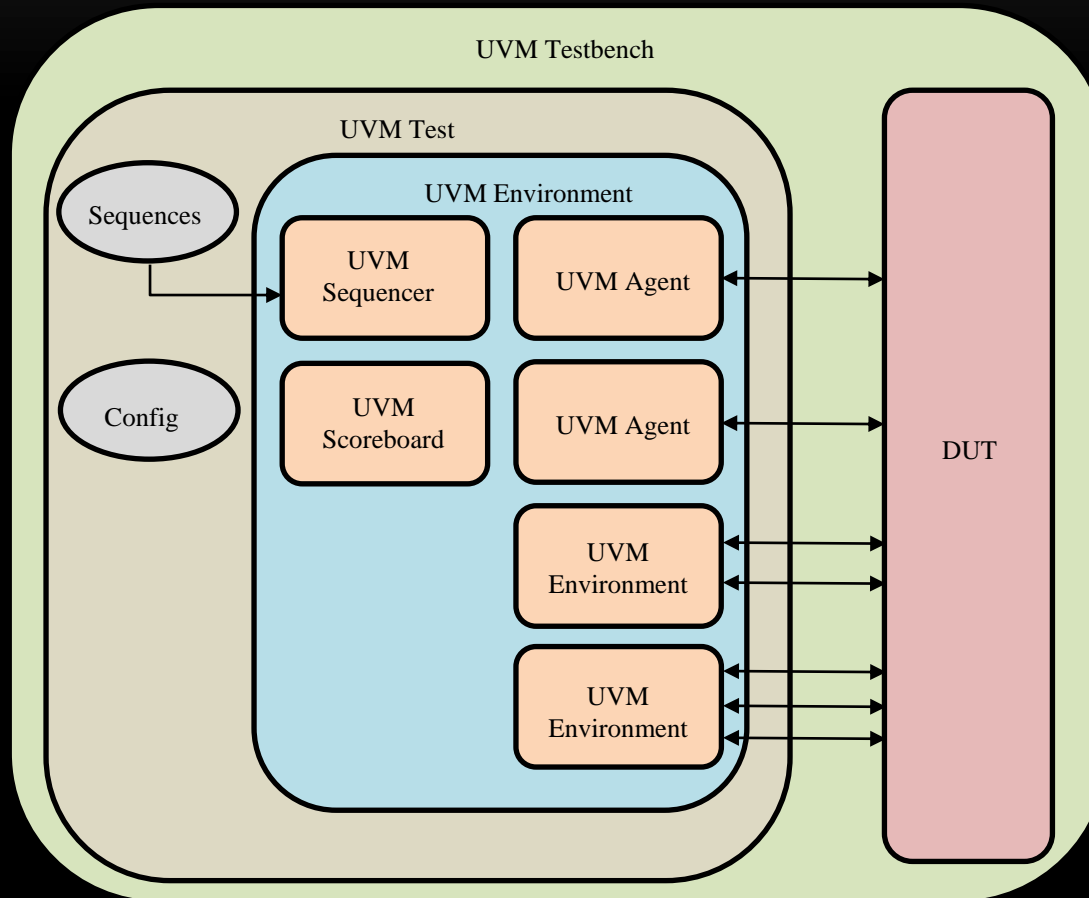 UVM Testbench
UVM Test
UVM Environment
Sequences
UVM
Sequencer
UVM Agent
Config
UVM
Scoreboard
UVM Agent
DUT
UVM
Environment
UVM
Environment